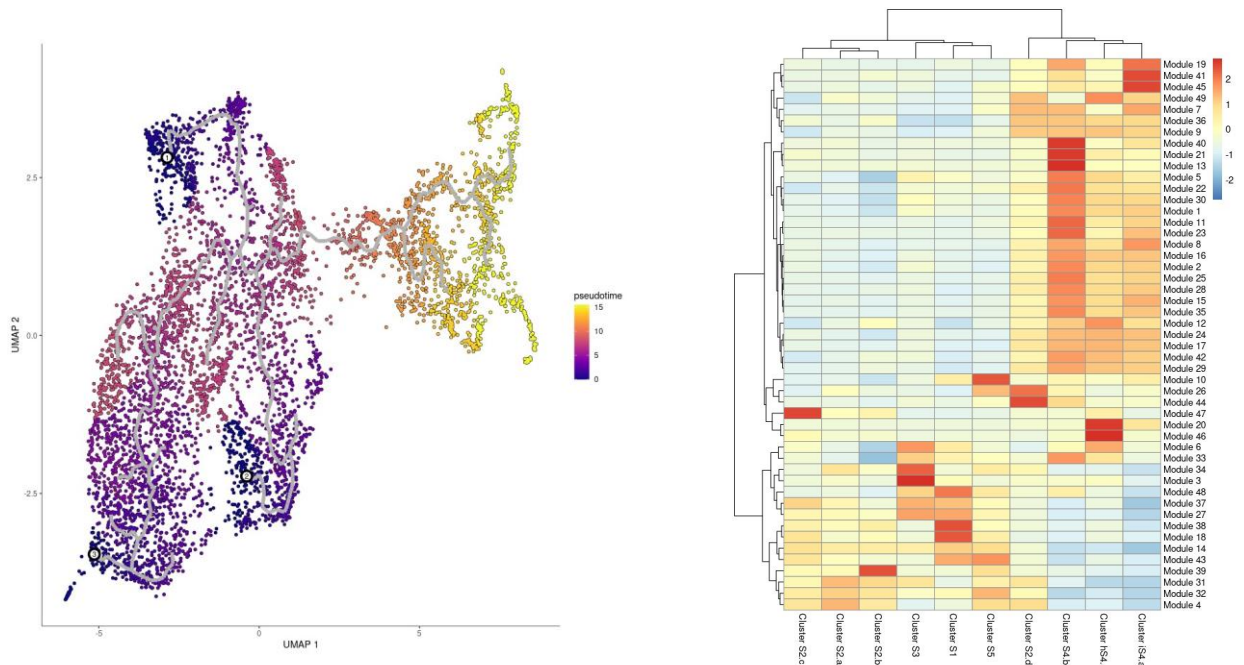 2.5
0.0
-2.5
-5
0
5
UMAP 1
UMAP 2
1
2
3
pseudotime
15
10
5
0
2
1
0
-1
-2
Module 19
Module 41
Module 45
Module 49
Module 7
Module 36
Module 9
Module 40
Module 21
Module 13
Module 5
Module 22
Module 30
Module 1
Module 11
Module 23
Module 8
Module 16
Module 2
Module 25
Module 28
Module 15
Module 35
Module 12
Module 24
Module 17
Module 42
Module 29
Module 10
Module 26
Module 44
Module 47
Module 20
Module 46
Module 6
Module 33
Module 34
Module 3
Module 48
Module 37
Module 27
Module 38
Module 18
Module 14
Module 43
Module 39
Module 31
Module 32
Module 4
Cluster S2.c
Cluster S2.a
Cluster S2.b
Cluster S3
Cluster S1
Cluster S5
Cluster S2.d
Cluster S4.b
Cluster hS4.
Cluster iS4.a